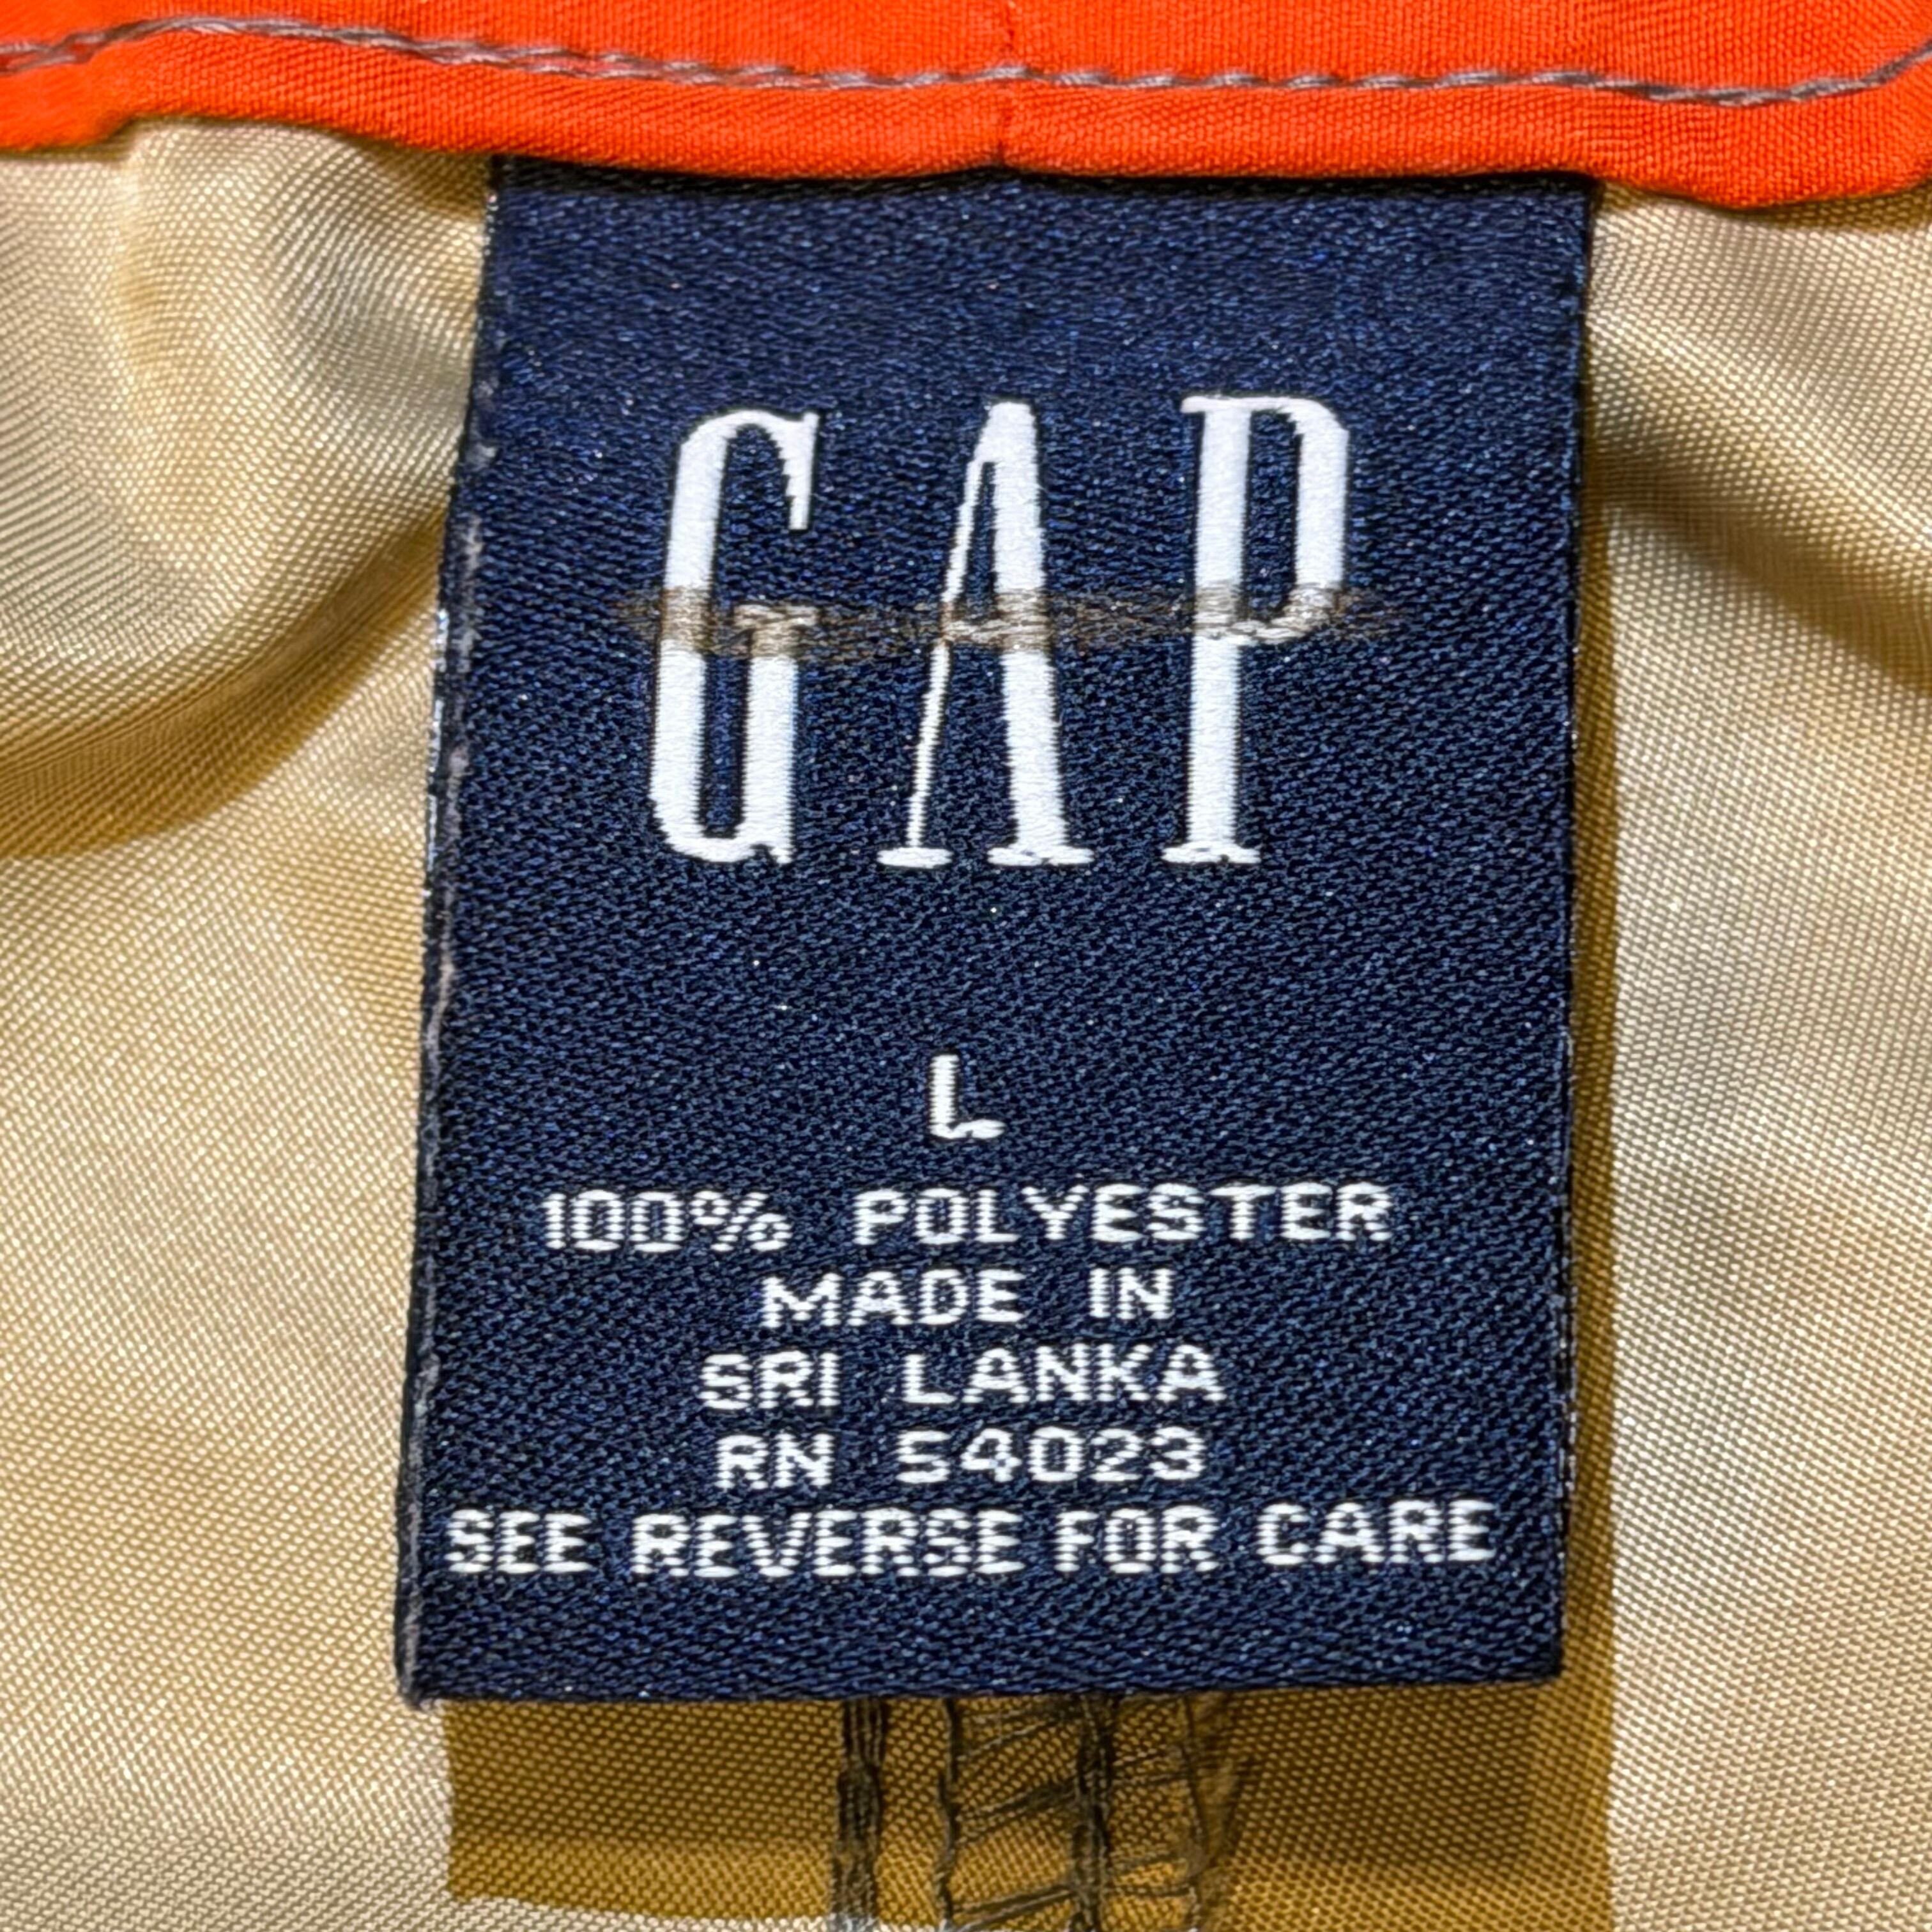 GAP
L
100% POLYESTER
MADE IN
SRI LANKA
RN 54023
SEE REVERSE FOR CARE